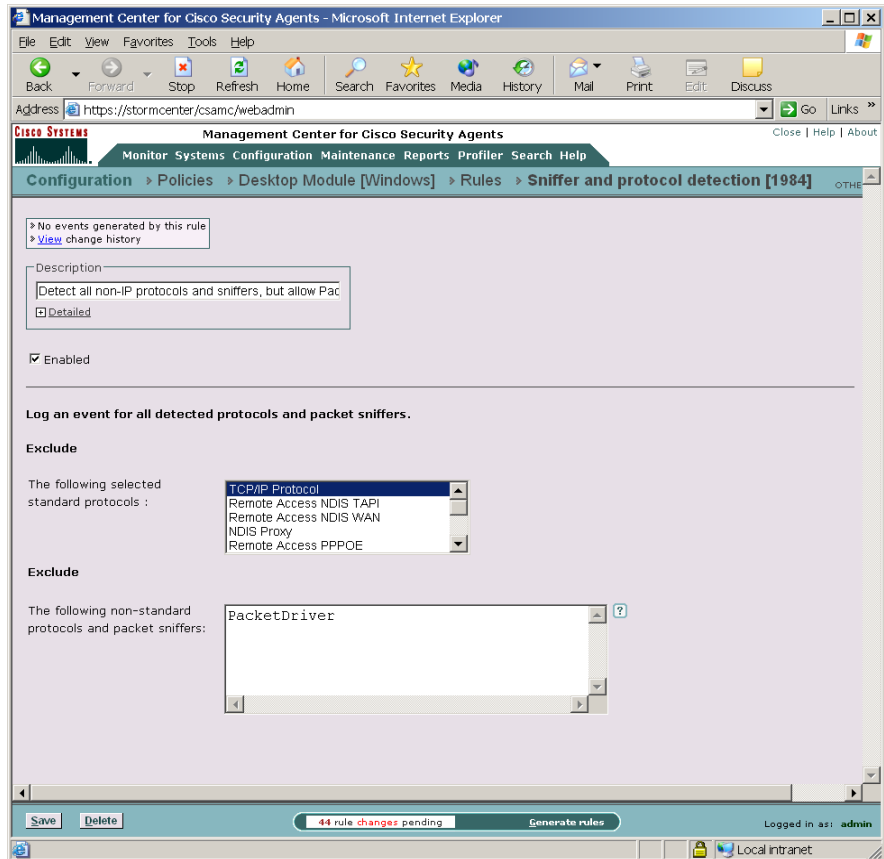 Management Center for Cisco Security Agents - Microsoft Internet Explorer
File Edit View Favorites Tools Help
Back Forward Stop Refresh Home Search Favorites Media History Mail Print Edit Discuss
Address https://stormcenter/csamc/webadmin Go Links »
CISCO SYSTEMS
Management Center for Cisco Security Agents
Close | Help | About
Monitor Systems Configuration Maintenance Reports Profiler Search Help
Configuration > Policies > Desktop Module [Windows] > Rules > Sniffer and protocol detection [1984] OTHE
No events generated by this rule
View change history
Description
Detect all non-IP protocols and sniffers, but allow Pac
+ Detailed
Enabled
Log an event for all detected protocols and packet sniffers.
Exclude
The following selected
standard protocols :
TCP/IP Protocol
Remote Access NDIS TAPI
Remote Access NDIS WAN
NDIS Proxy
Remote Access PPPOE
Exclude
The following non-standard
protocols and packet sniffers:
PacketDriver
?
Save Delete 44 rule changes pending Generate rules Logged in as: admin
Local intranet